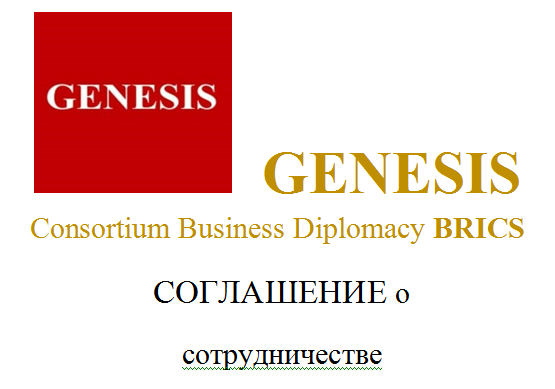 GENESIS
GENESIS
Consortium Business Diplomacy BRICS
СОГЛАШЕНИЕ о
сотрудничестве